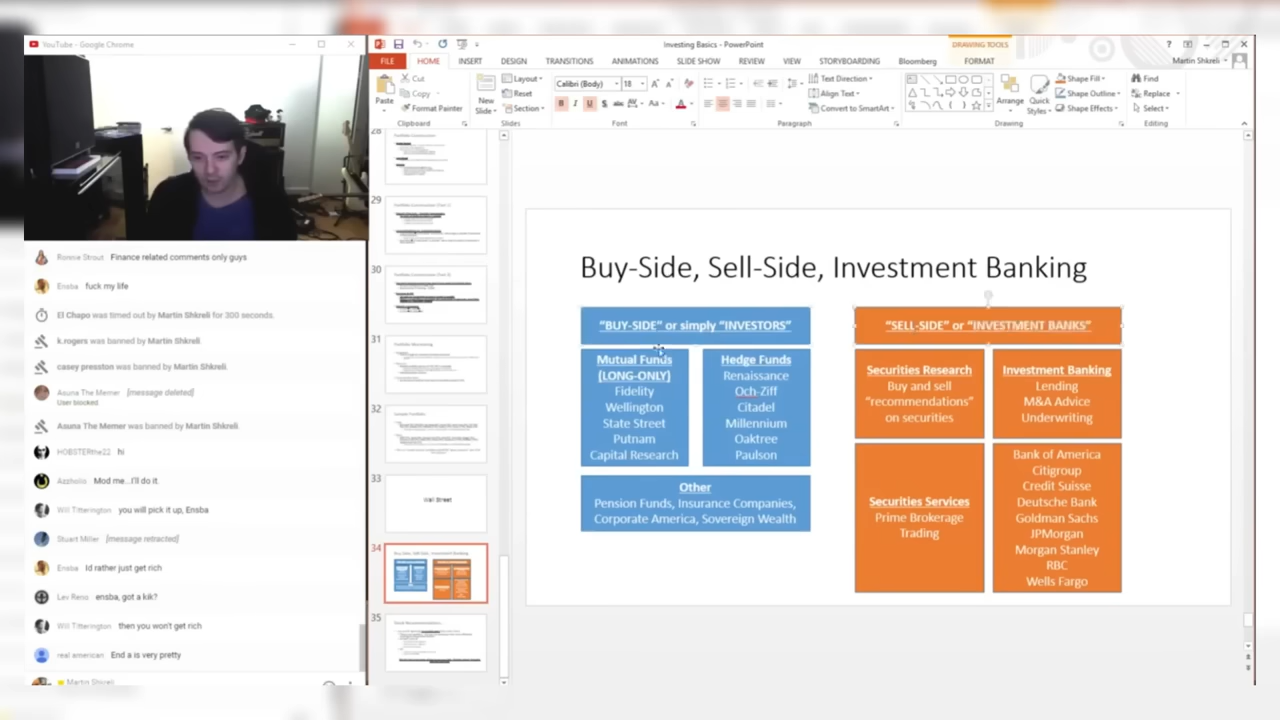 YouTube - Google Chrome
Ronnie Strout Finance related comments only guys
Ensba fuck my life
El Chapo was timed out by Martin Shkreli for 300 seconds.
k.rogers was banned by Martin Shkreli.
casey presston was banned by Martin Shkreli.
Asuna The Memer [message deleted]
User blocked
Asuna The Memer was banned by Martin Shkreli.
HOBSTERthe22 hi
Azzholio Mod me...I'll do it.
Will Titterington you will pick it up, Ensba
Stuart Miller [message retracted]
Ensba Id rather just get rich
Lev Reiss ensba, got a kik?
Will Titterington then you won't get rich
real american End a is very pretty
Martin Shkreli
Investing Basics - PowerPoint
DRAWING TOOLS
FILE HOME INSERT DESIGN TRANSITIONS ANIMATIONS SLIDE SHOW REVIEW VIEW STORYBOARDING Bloomberg FORMAT
Martin Shkreli
Paste
Cut
Copy
Format Painter
Clipboard
New Slide
Layout
Reset
Section
Slides
Calibri (Body) 18
B I U S abc AV Aa A
Font
Text Direction
Align Text
Convert to SmartArt
Paragraph
Arrange
Quick Styles
Shape Fill
Shape Outline
Shape Effects
Drawing
Find
Replace
Select
Editing
28
29
30
31
32
33
Wall Street
34
Buy-Side, Sell-Side, Investment Banking
35
Buy-Side, Sell-Side, Investment Banking
"BUY-SIDE" or simply "INVESTORS"
Mutual Funds
(LONG-ONLY)
Fidelity
Wellington
State Street
Putnam
Capital Research
Hedge Funds
Renaissance
Och-Ziff
Citadel
Millennium
Oaktree
Paulson
Other
Pension Funds, Insurance Companies,
Corporate America, Sovereign Wealth
"SELL-SIDE" or "INVESTMENT BANKS"
Securities Research
Buy and sell
"recommendations"
on securities
Investment Banking
Lending
M&A Advice
Underwriting
Securities Services
Prime Brokerage
Trading
Bank of America
Citigroup
Credit Suisse
Deutsche Bank
Goldman Sachs
JPMorgan
Morgan Stanley
RBC
Wells Fargo